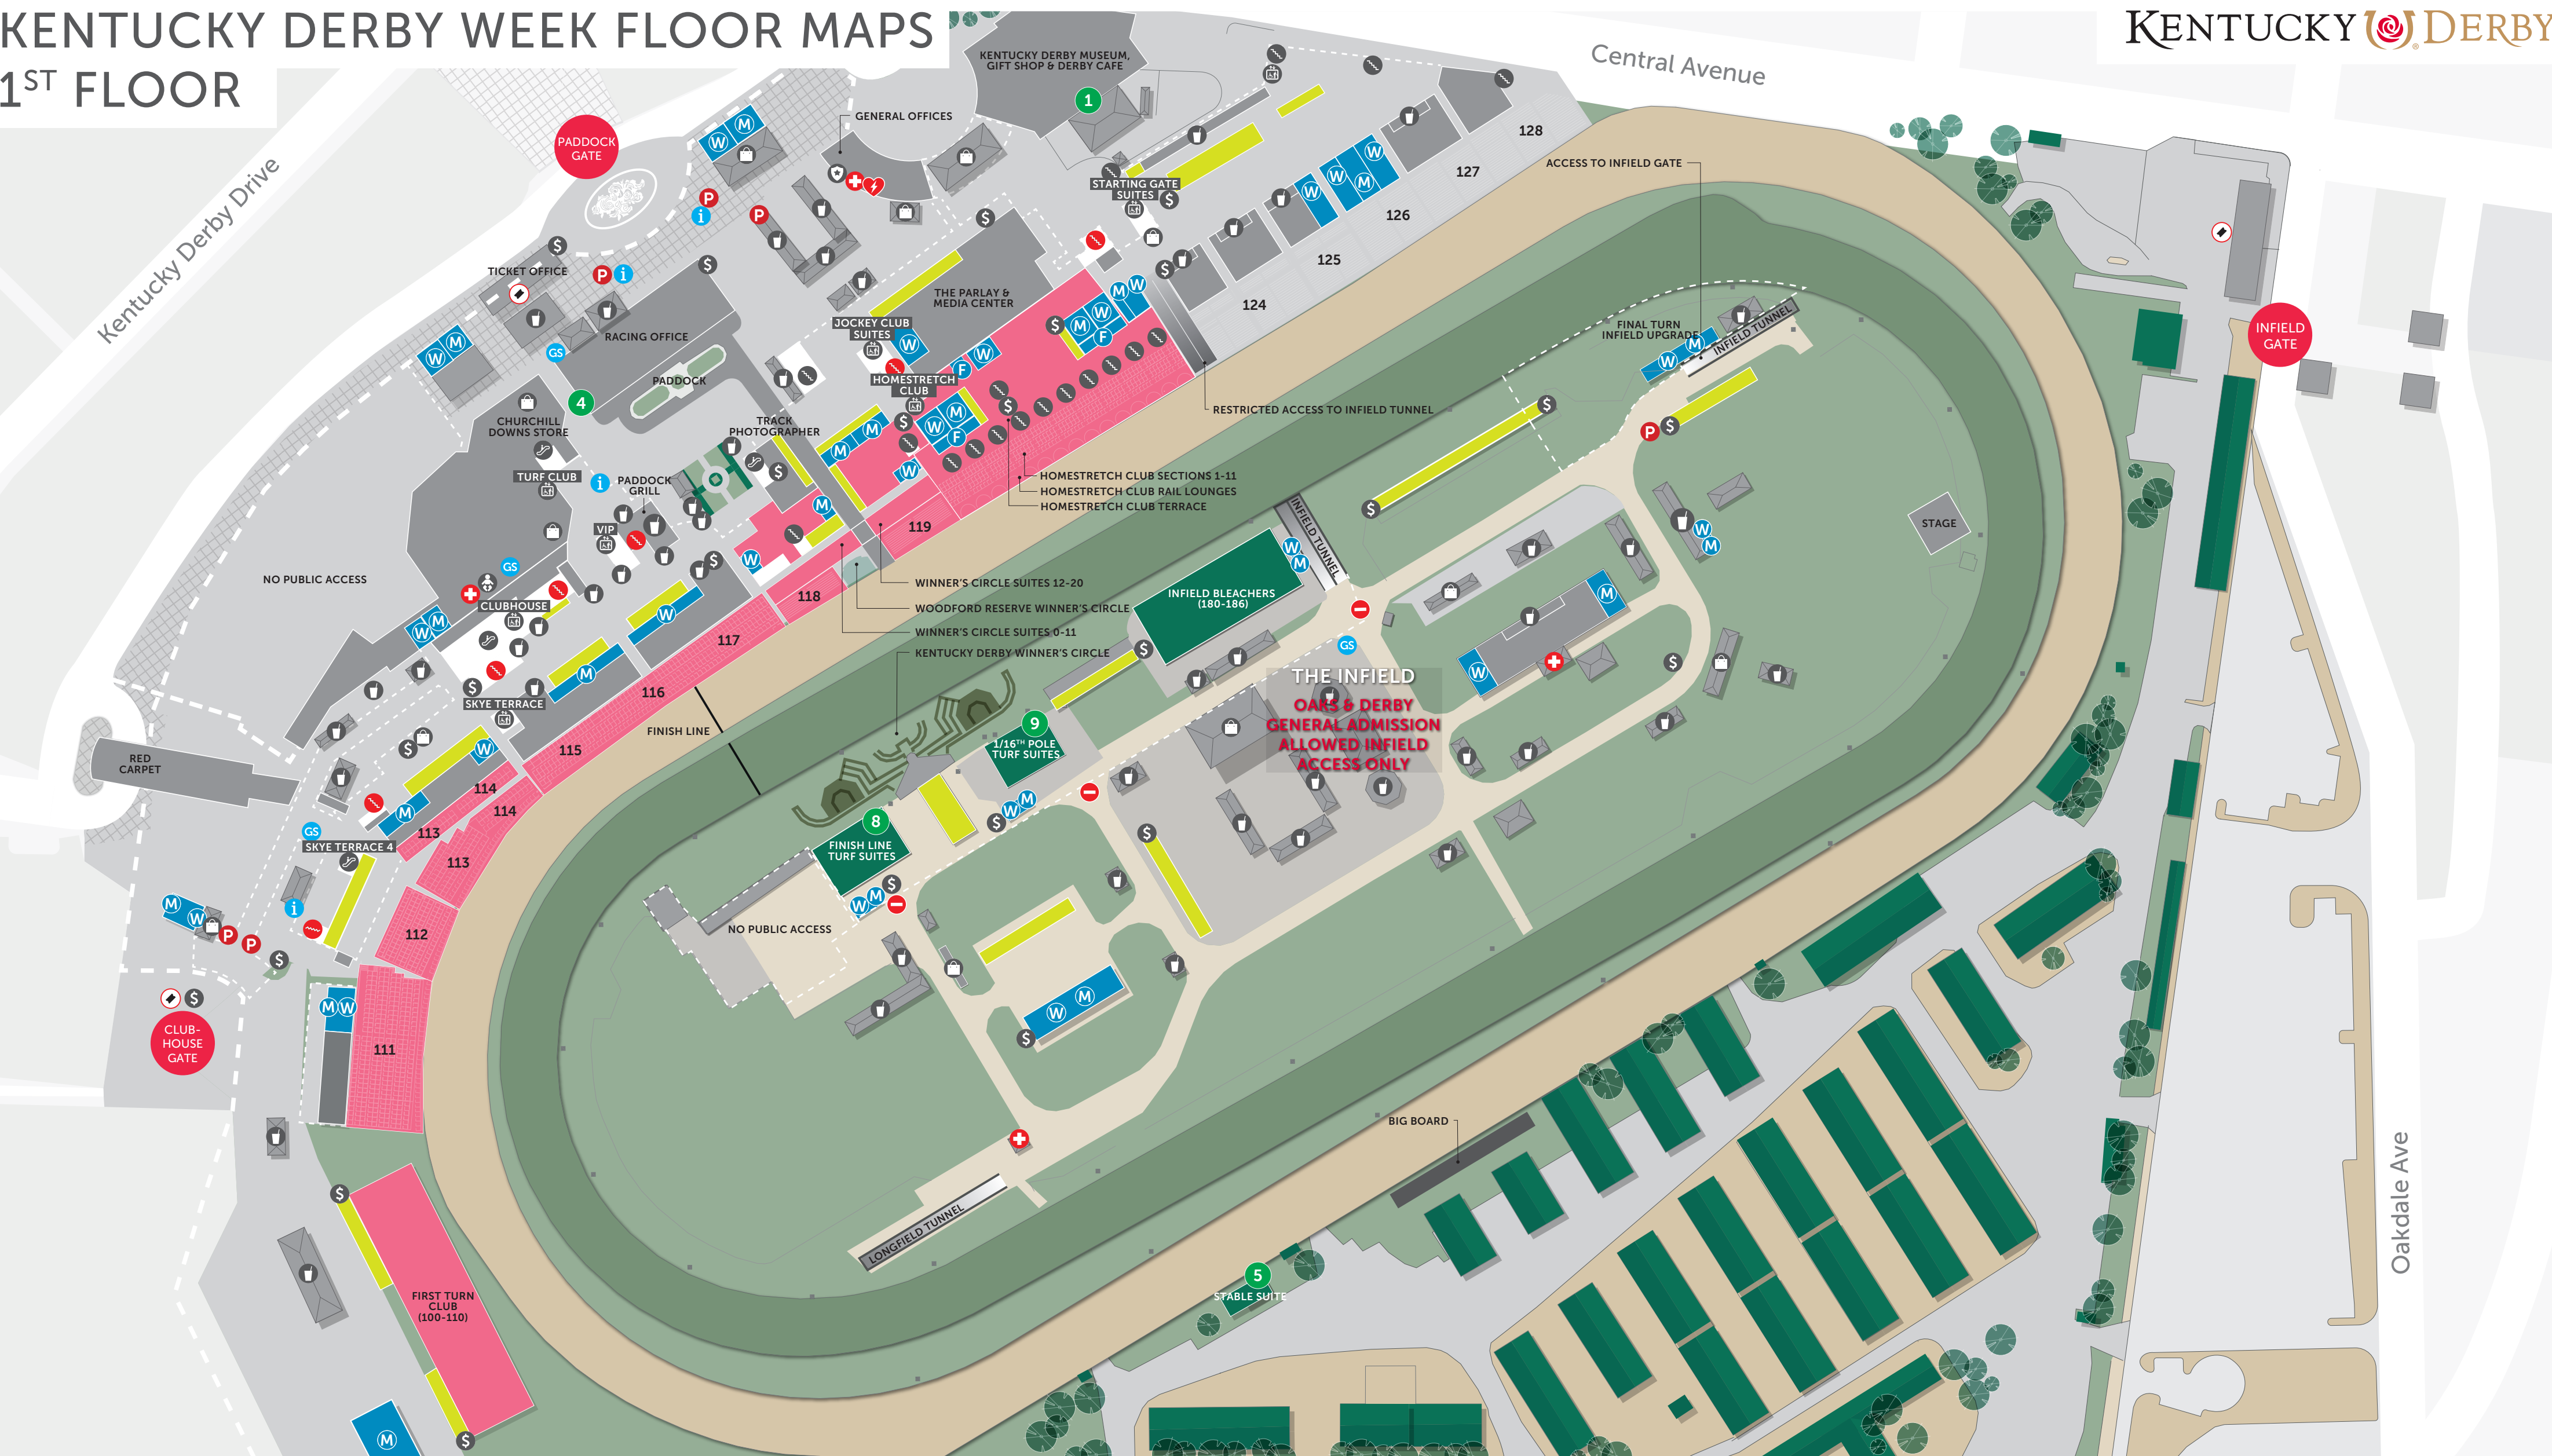 KENTUCKY DERBY WEEK FLOOR MAPS
1ST FLOOR
KENTUCKY DERBY
®
Central Avenue
Kentucky Derby Drive
Oakdale Ave
KENTUCKY DERBY MUSEUM,
GIFT SHOP & DERBY CAFE
1
GENERAL OFFICES
PADDOCK
GATE
STARTING GATE
SUITES
128
127
126
125
124
ACCESS TO INFIELD GATE
INFIELD
GATE
TICKET OFFICE
RACING OFFICE
THE PARLAY &
MEDIA CENTER
JOCKEY CLUB
SUITES
HOMESTRETCH
CLUB
PADDOCK
4
CHURCHILL
DOWNS STORE
TURF CLUB
TRACK
PHOTOGRAPHER
PADDOCK
GRILL
VIP
FINAL TURN
INFIELD UPGRADE
INFIELD TUNNEL
RESTRICTED ACCESS TO INFIELD TUNNEL
HOMESTRETCH CLUB SECTIONS 1-11
HOMESTRETCH CLUB RAIL LOUNGES
HOMESTRETCH CLUB TERRACE
STAGE
119
118
117
116
115
114
114
113
113
112
111
INFIELD TUNNEL
WINNER'S CIRCLE SUITES 12-20
WOODFORD RESERVE WINNER'S CIRCLE
WINNER'S CIRCLE SUITES 0-11
KENTUCKY DERBY WINNER'S CIRCLE
INFIELD BLEACHERS
(180-186)
NO PUBLIC ACCESS
CLUBHOUSE
SKYE TERRACE
FINISH LINE
THE INFIELD
OAKS & DERBY
GENERAL ADMISSION
ALLOWED INFIELD
ACCESS ONLY
9
1/16TH POLE
TURF SUITES
8
FINISH LINE
TURF SUITES
RED
CARPET
SKYE TERRACE 4
NO PUBLIC ACCESS
CLUB-
HOUSE
GATE
BIG BOARD
LONGFIELD TUNNEL
5
STABLE SUITE
FIRST TURN
CLUB
(100-110)